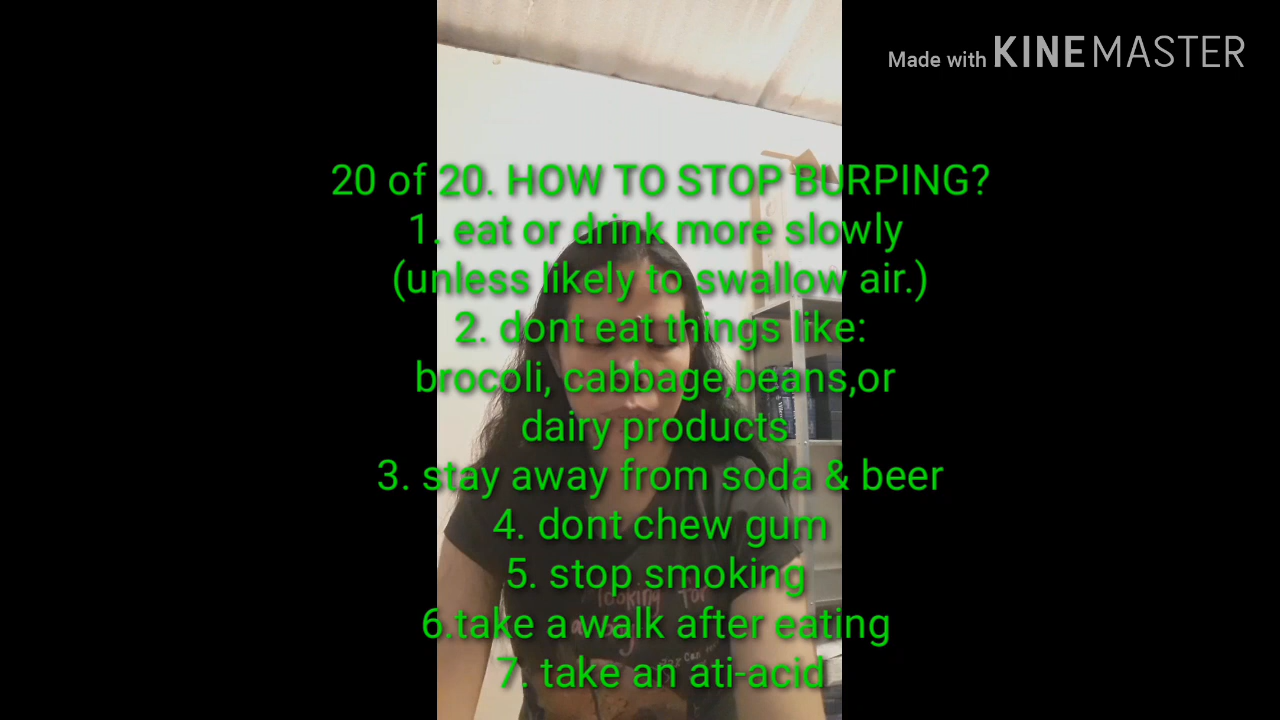 Made with KINEMASTER
20 of 20. HOW TO STOP BURPING?
1. eat or drink more slowly
(unless likely to swallow air.)
2. dont eat things like:
brocoli, cabbage,beans,or
dairy products
3. stay away from soda & beer
4. dont chew gum
5. stop smoking
looking for
6.take a walk after eating
7. take an ati-acid